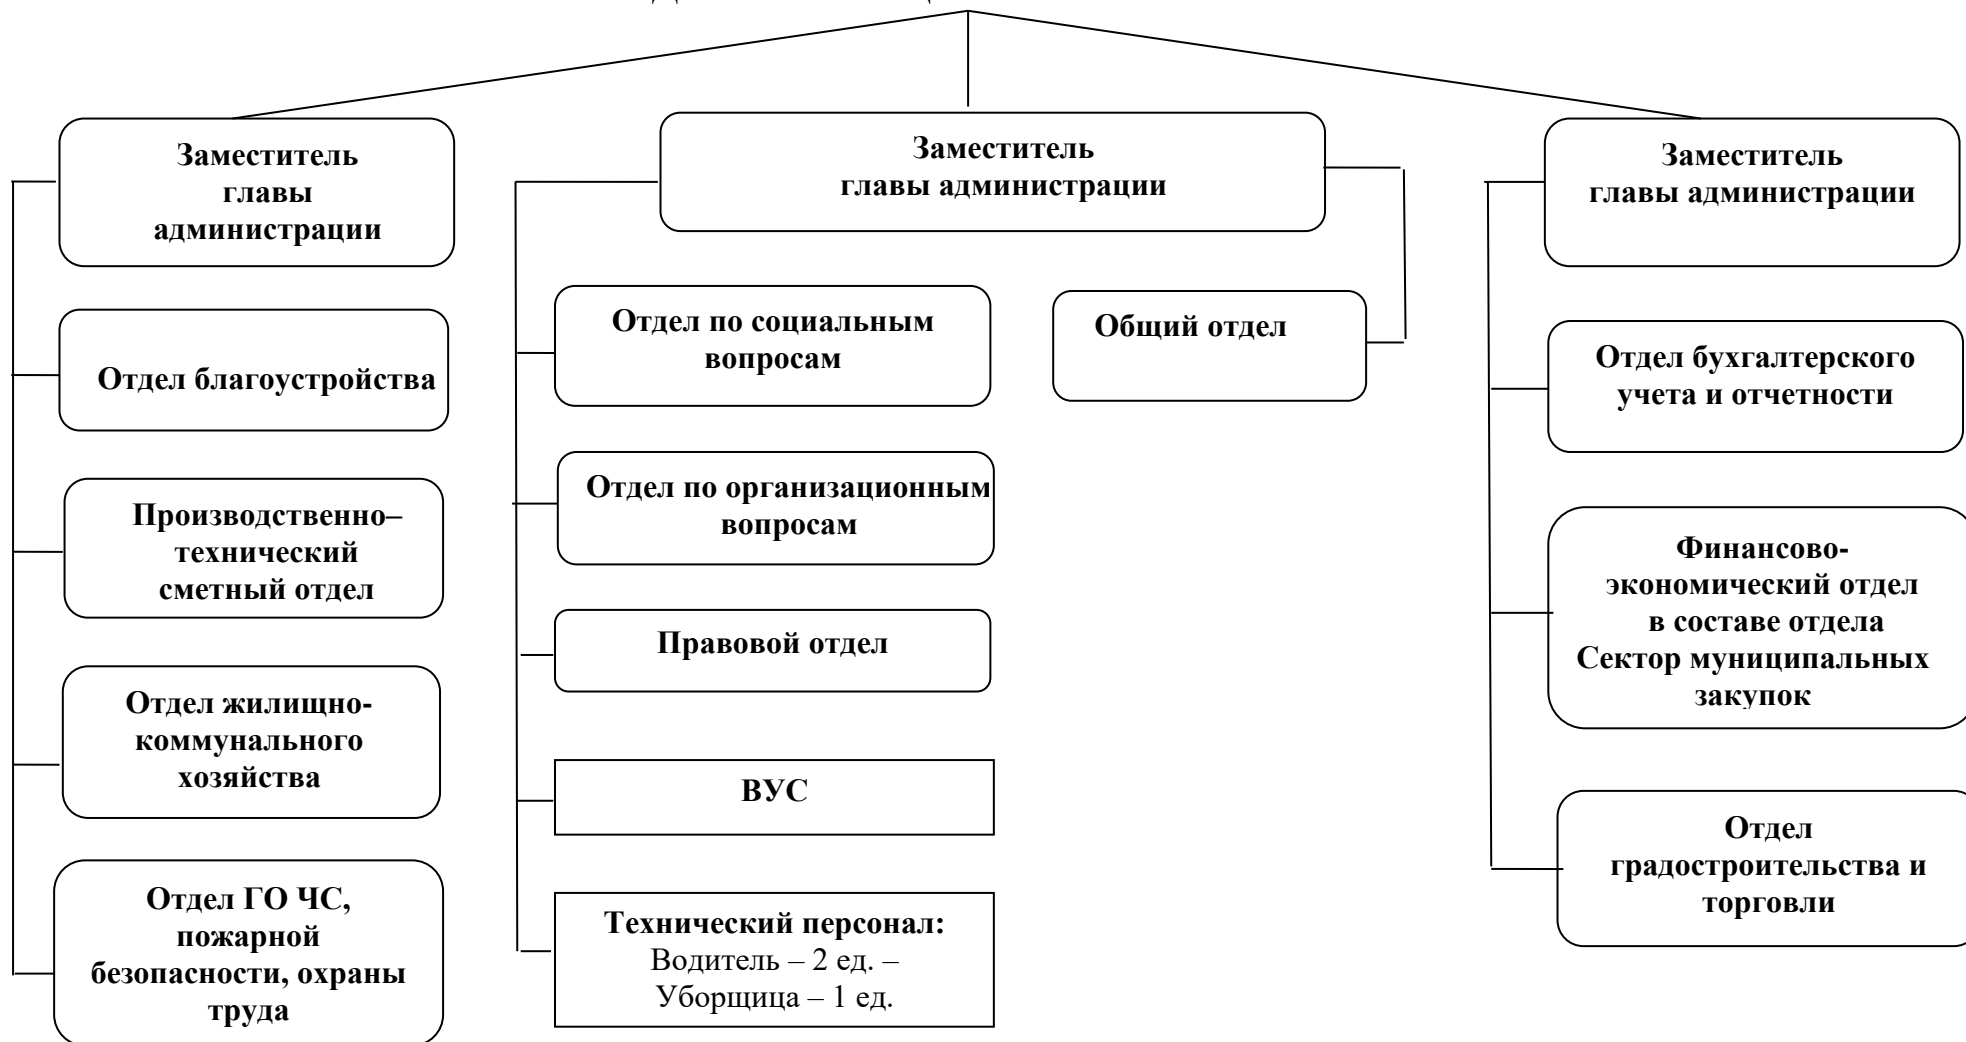 Заместитель
главы
администрации
Отдел благоустройства
Производственно–
технический
сметный отдел
Отдел жилищно-
коммунального
хозяйства
Отдел ГО ЧС,
пожарной
безопасности, охраны
труда
Заместитель
главы администрации
Отдел по социальным
вопросам
Отдел по организационным
вопросам
Правовой отдел
ВУС
Технический персонал:
Водитель – 2 ед. –
Уборщица – 1 ед.
Общий отдел
Заместитель
главы администрации
Отдел бухгалтерского
учета и отчетности
Финансово-
экономический отдел
в составе отдела
Сектор муниципальных
закупок
Отдел
градостроительства и
торговли